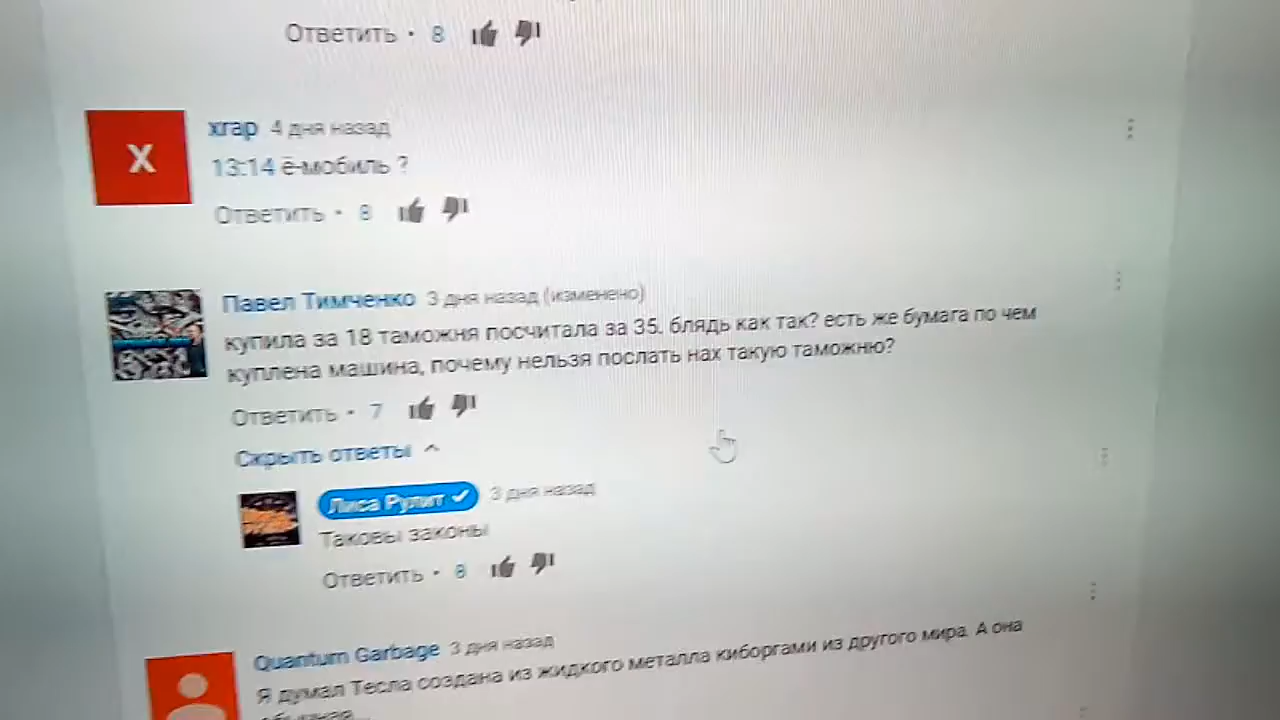 Ответить · 8
X
xrap 4 дня назад
13:14 ё-мобиль ?
Ответить · 8
Павел Тимченко 3 дня назад (изменено)
купила за 18 таможня посчитала за 35. блядь как так? есть же бумага по чем
куплена машина, почему нельзя послать нах такую таможню?
Ответить · 7
Скрыть ответы
Лиса Рулит 3 дня назад
Таковы законы
Ответить · 8
Quantum Garbage 3 дня назад
Я думал Тесла создана из жидкого металла киборгами из другого мира. А она
обычная...